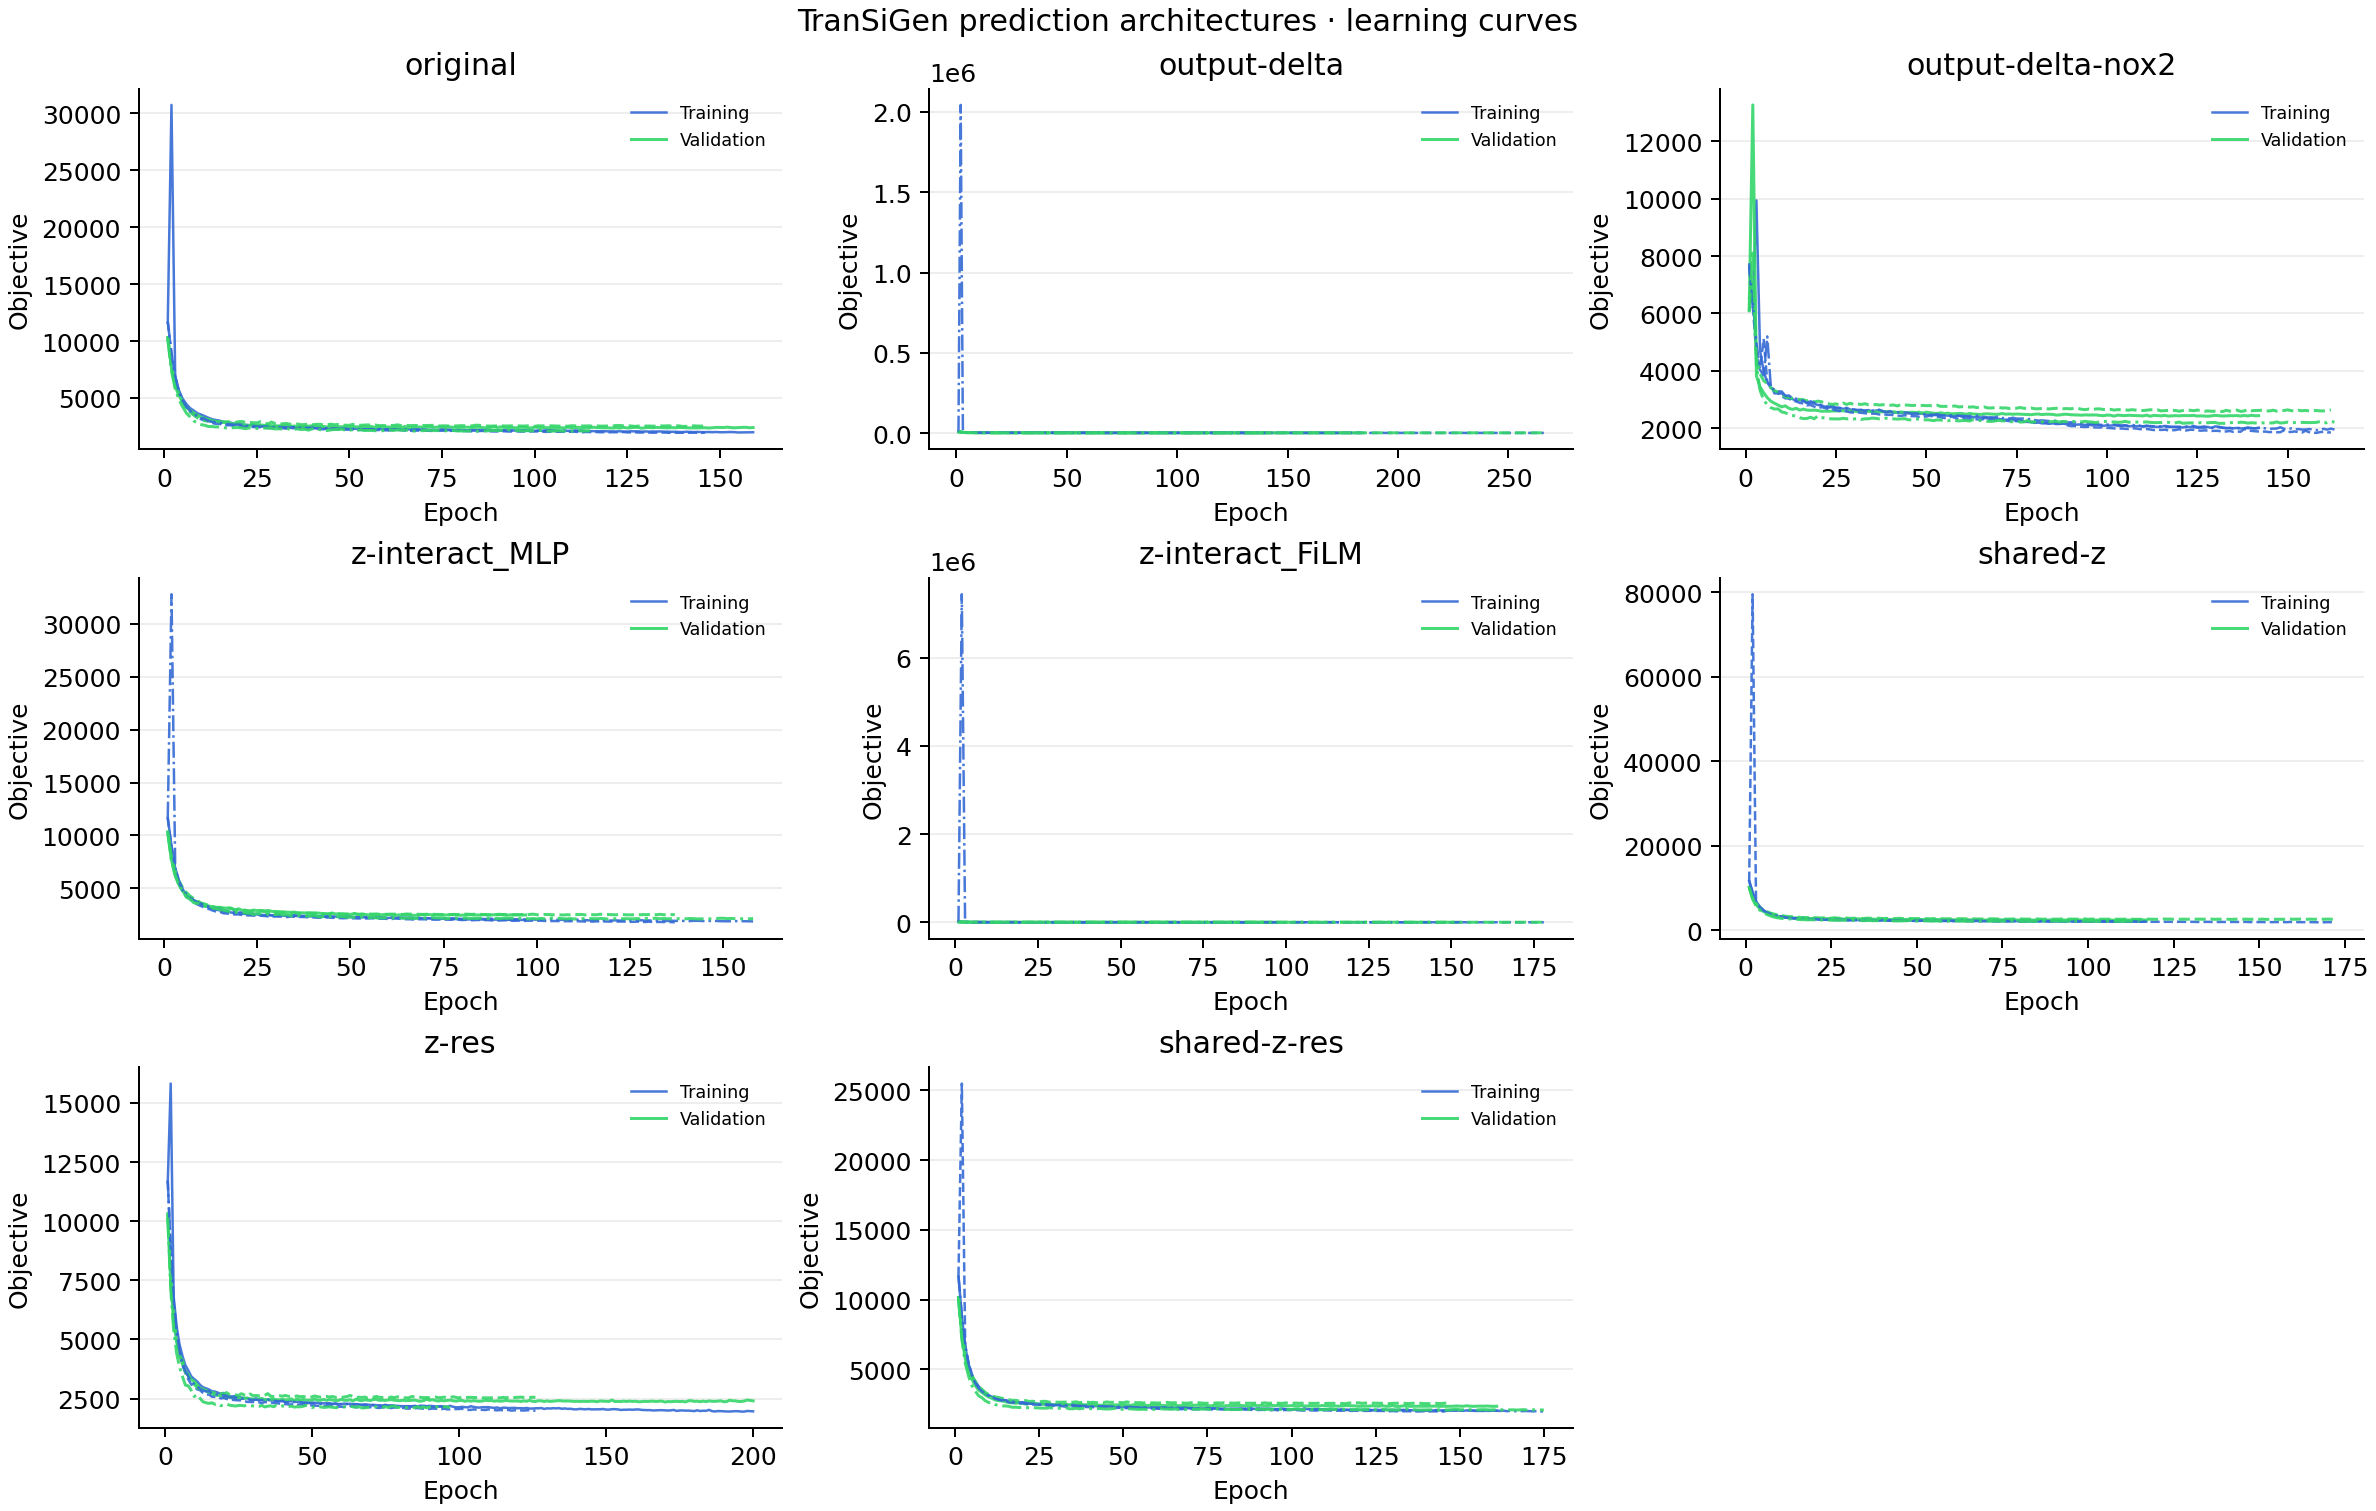 TranSiGen prediction architectures · learning curves
original
30000
25000
20000
15000
10000
5000
Objective
Training
Validation
0 25 50 75 100 125 150
Epoch
output-delta
1e6
2.0
1.5
1.0
0.5
0.0
Objective
Training
Validation
0 50 100 150 200 250
Epoch
output-delta-nox2
12000
10000
8000
6000
4000
2000
Objective
Training
Validation
0 25 50 75 100 125 150
Epoch
z-interact_MLP
30000
25000
20000
15000
10000
5000
Objective
Training
Validation
0 25 50 75 100 125 150
Epoch
z-interact_FiLM
1e6
6
4
2
0
Objective
Training
Validation
0 25 50 75 100 125 150 175
Epoch
shared-z
80000
60000
40000
20000
0
Objective
Training
Validation
0 25 50 75 100 125 150 175
Epoch
z-res
15000
12500
10000
7500
5000
2500
Objective
Training
Validation
0 50 100 150 200
Epoch
shared-z-res
25000
20000
15000
10000
5000
Objective
Training
Validation
0 25 50 75 100 125 150 175
Epoch